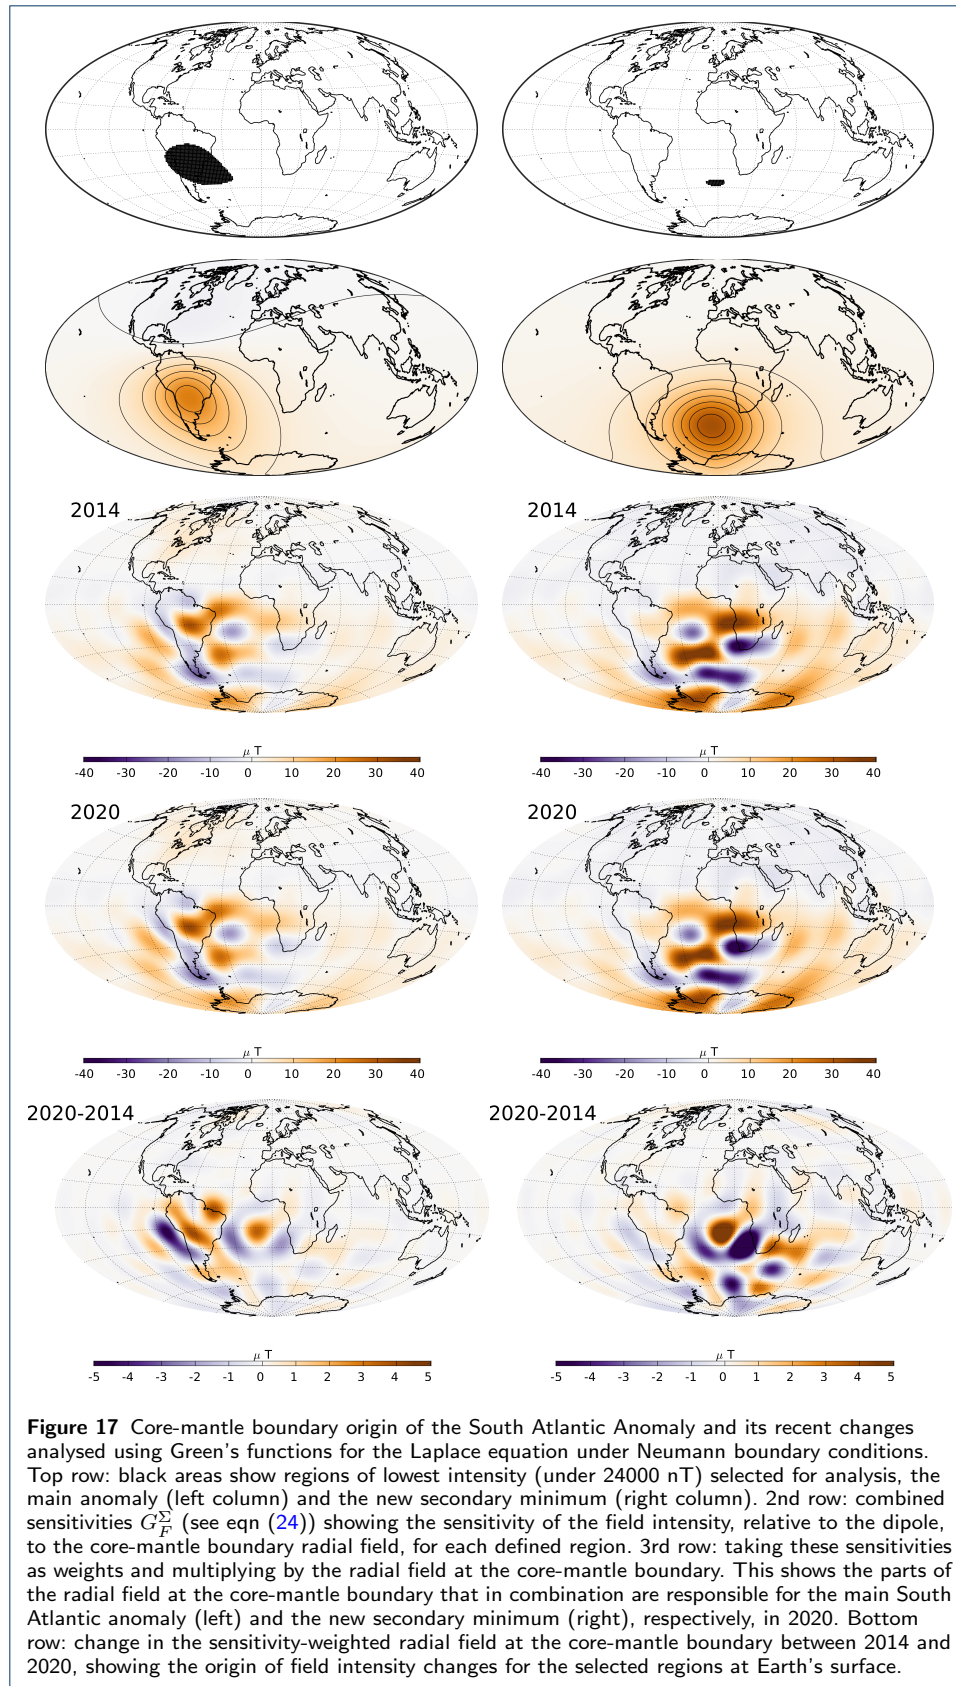 2014 2014
μ T μ T
-40 -30 -20 -10 0 10 20 30 40 -40 -30 -20 -10 0 10 20 30 40
2020 2020
μ T μ T
-40 -30 -20 -10 0 10 20 30 40 -40 -30 -20 -10 0 10 20 30 40
2020-2014 2020-2014
μ T μ T
-5 -4 -3 -2 -1 0 1 2 3 4 5 -5 -4 -3 -2 -1 0 1 2 3 4 5
Figure 17 Core-mantle boundary origin of the South Atlantic Anomaly and its recent changes
analysed using Green's functions for the Laplace equation under Neumann boundary conditions.
Top row: black areas show regions of lowest intensity (under 24000 nT) selected for analysis, the
main anomaly (left column) and the new secondary minimum (right column). 2nd row: combined
sensitivities $G_F^Σ$ (see eqn (24)) showing the sensitivity of the field intensity, relative to the dipole,
to the core-mantle boundary radial field, for each defined region. 3rd row: taking these sensitivities
as weights and multiplying by the radial field at the core-mantle boundary. This shows the parts of
the radial field at the core-mantle boundary that in combination are responsible for the main South
Atlantic anomaly (left) and the new secondary minimum (right), respectively, in 2020. Bottom
row: change in the sensitivity-weighted radial field at the core-mantle boundary between 2014 and
2020, showing the origin of field intensity changes for the selected regions at Earth's surface.